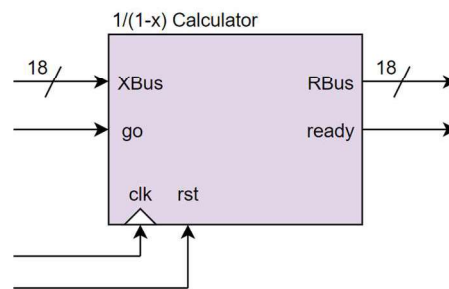 1/(1-x) Calculator
18
XBus
RBus
18
go
ready
clk
rst